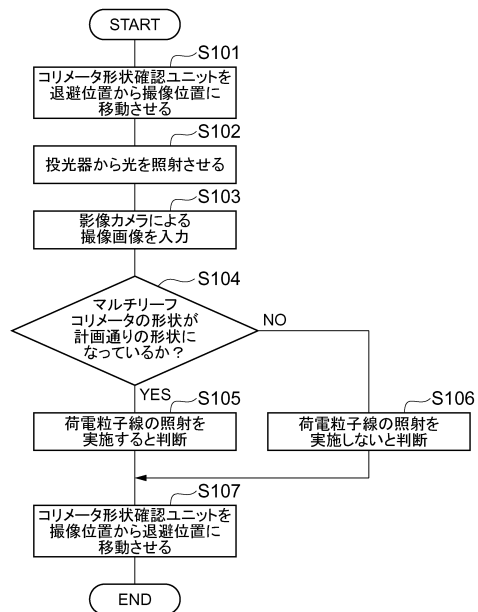 START
S101
コリメータ形状確認ユニットを
退避位置から撮像位置に
移動させる
S102
投光器から光を照射させる
S103
影像カメラによる
撮像画像を入力
S104
マルチリーフ
コリメータの形状が
計画通りの形状に
なっているか?
NO
YES
S105
荷電粒子線の照射を
実施すると判断
S106
荷電粒子線の照射を
実施しないと判断
S107
コリメータ形状確認ユニットを
撮像位置から退避位置に
移動させる
END